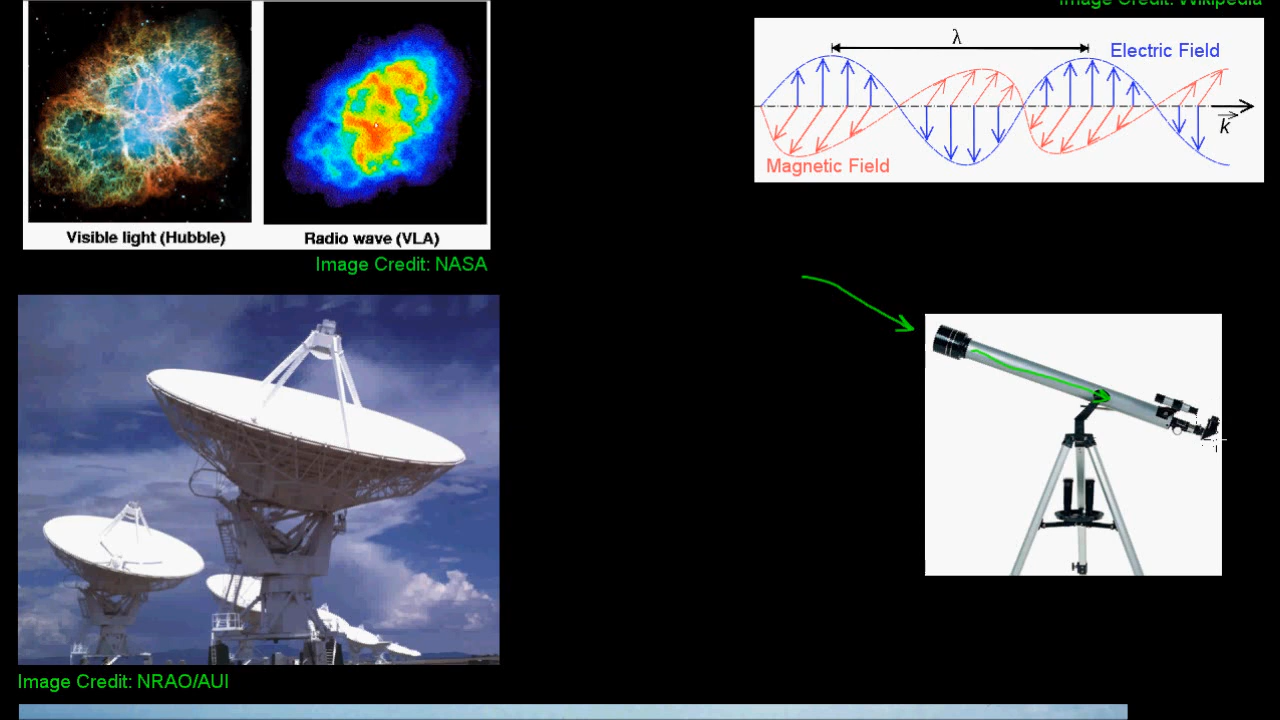 Image Credit: Wikipedia
λ
Electric Field
k
Magnetic Field
Visible light (Hubble)
Radio wave (VLA)
Image Credit: NASA
Image Credit: NRAO/AUI